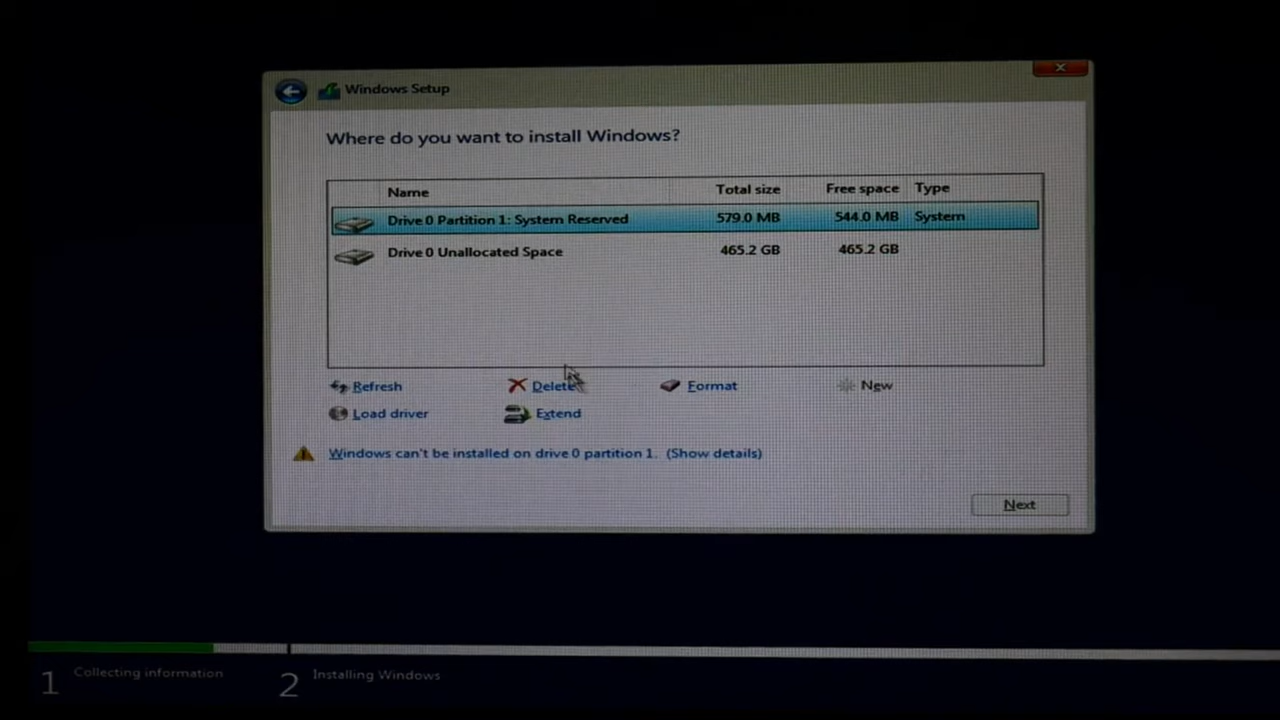 Windows Setup
Where do you want to install Windows?
Name Total size Free space Type
Drive 0 Partition 1: System Reserved 579.0 MB 544.0 MB System
Drive 0 Unallocated Space 465.2 GB 465.2 GB
Refresh Delete Format New
Load driver Extend
Windows can't be installed on drive 0 partition 1. (Show details)
Next
1 Collecting information 2 Installing Windows